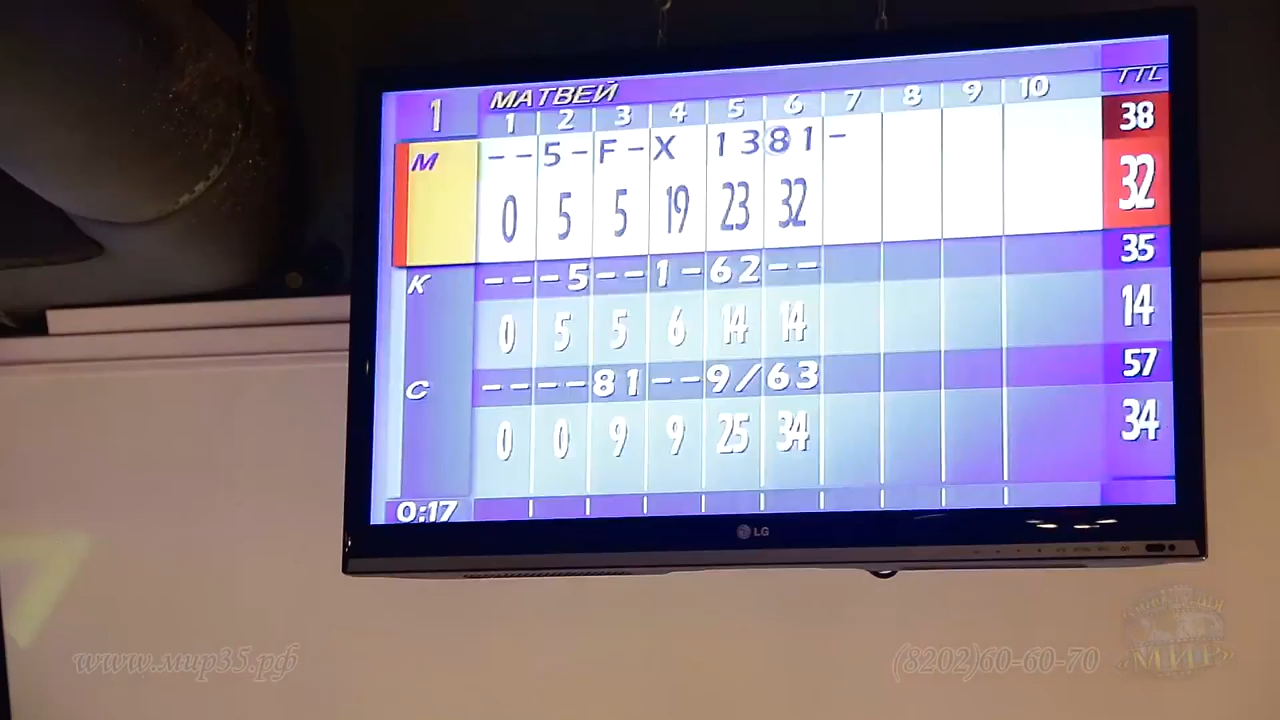 1 МАТВЕЙ
1 2 3 4 5 6 7 8 9 10 TTL
38
M - - 5 - F - X 1 3 8 1 -
0 5 5 19 23 32 32
35
K - - - 5 - - 1 - 6 2 - -
0 5 5 6 14 14 14
57
C - - - - 8 1 - - 9 / 6 3
0 0 9 9 25 34 34
0:17
LG
www.мир35.рф
(8202)60-60-70
«МИР»